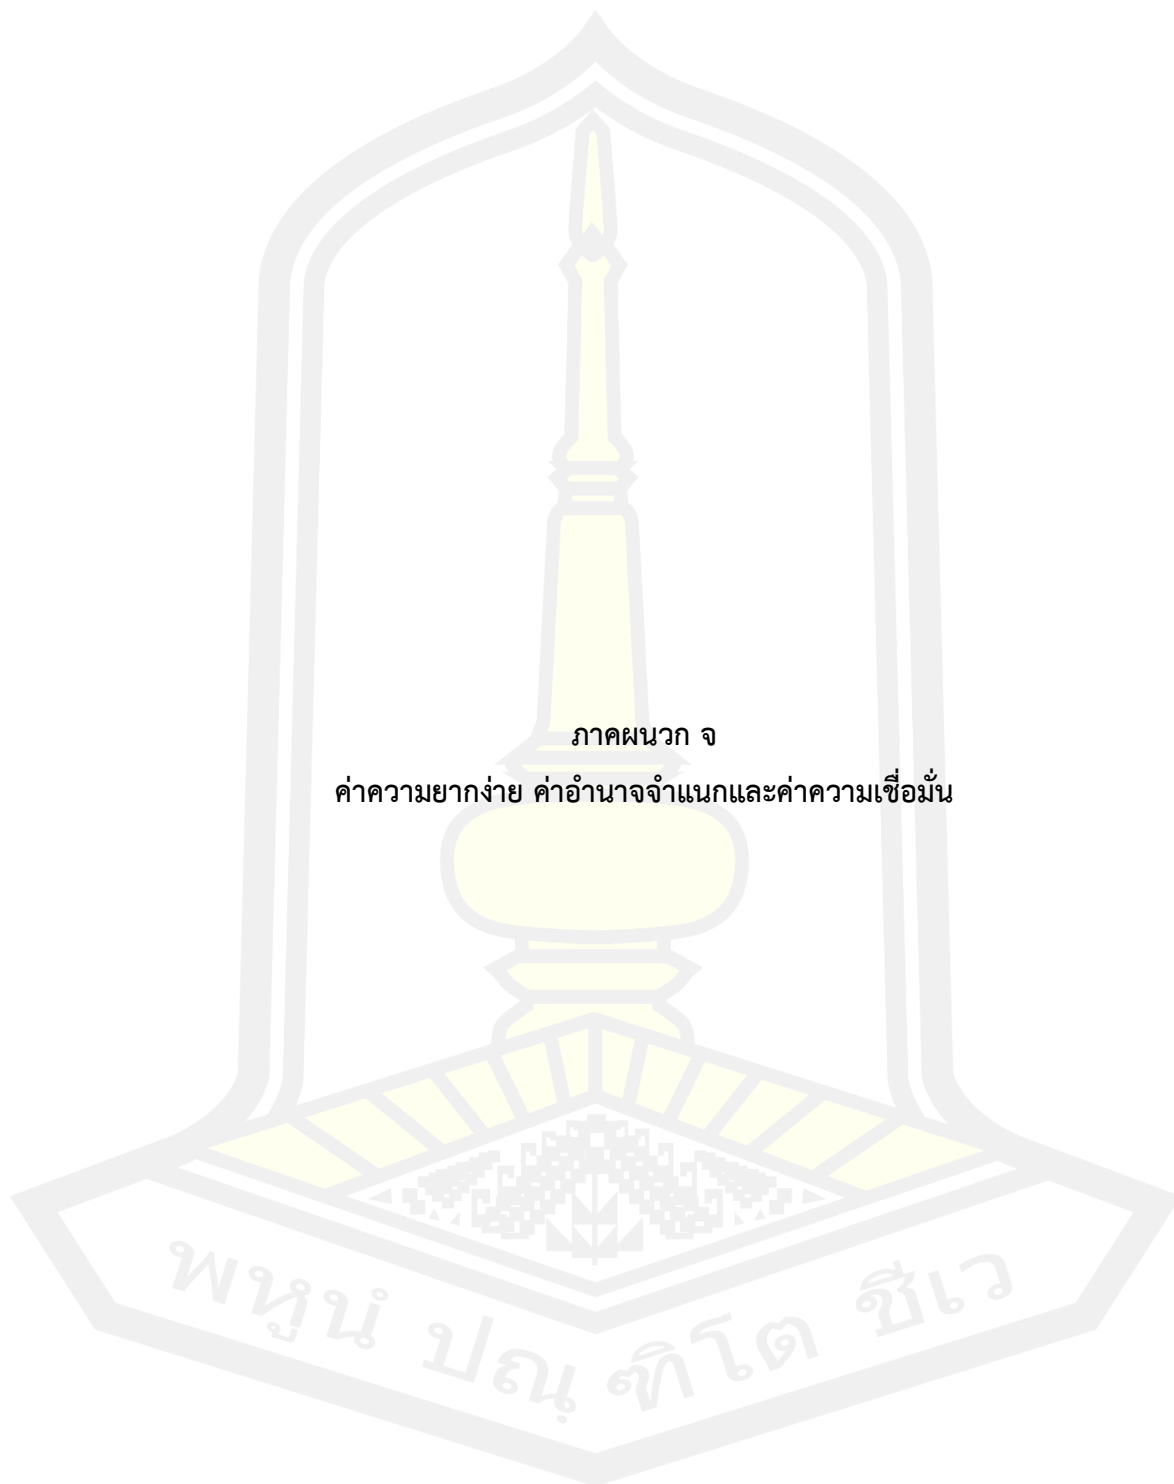 ภาคผนวก จ
ค่าความยากง่าย ค่าอำนาจจำแนกและค่าความเชื่อมั่น
พหูนํ ปณฺฑิโต ชีเว